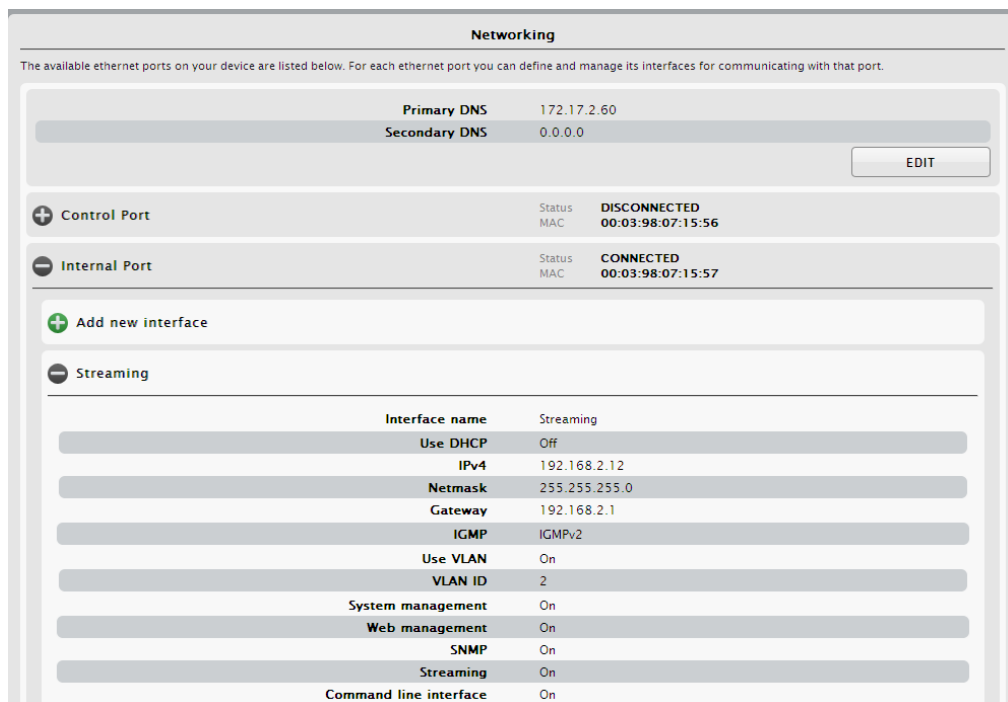 Networking
The available ethernet ports on your device are listed below. For each ethernet port you can define and manage its interfaces for communicating with that port.
Primary DNS 172.17.2.60
Secondary DNS 0.0.0.0
EDIT
Control Port Status DISCONNECTED
MAC 00:03:98:07:15:56
Internal Port Status CONNECTED
MAC 00:03:98:07:15:57
Add new interface
Streaming
Interface name Streaming
Use DHCP Off
IPv4 192.168.2.12
Netmask 255.255.255.0
Gateway 192.168.2.1
IGMP IGMPv2
Use VLAN On
VLAN ID 2
System management On
Web management On
SNMP On
Streaming On
Command line interface On